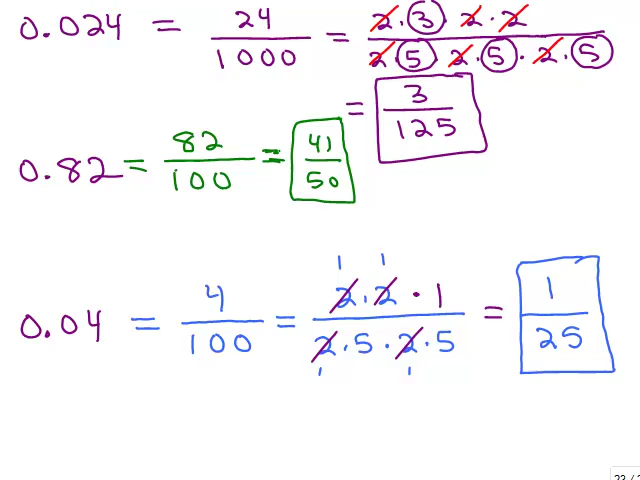 0.024 = 24/1000 = 2·3·2·2/2·5·2·5·2·5
= 3/125
0.82 = 82/100 = 41/50
1 1
0.04 = 4/100 = 2·2·1/2·5·2·5 = 1/25
1 1